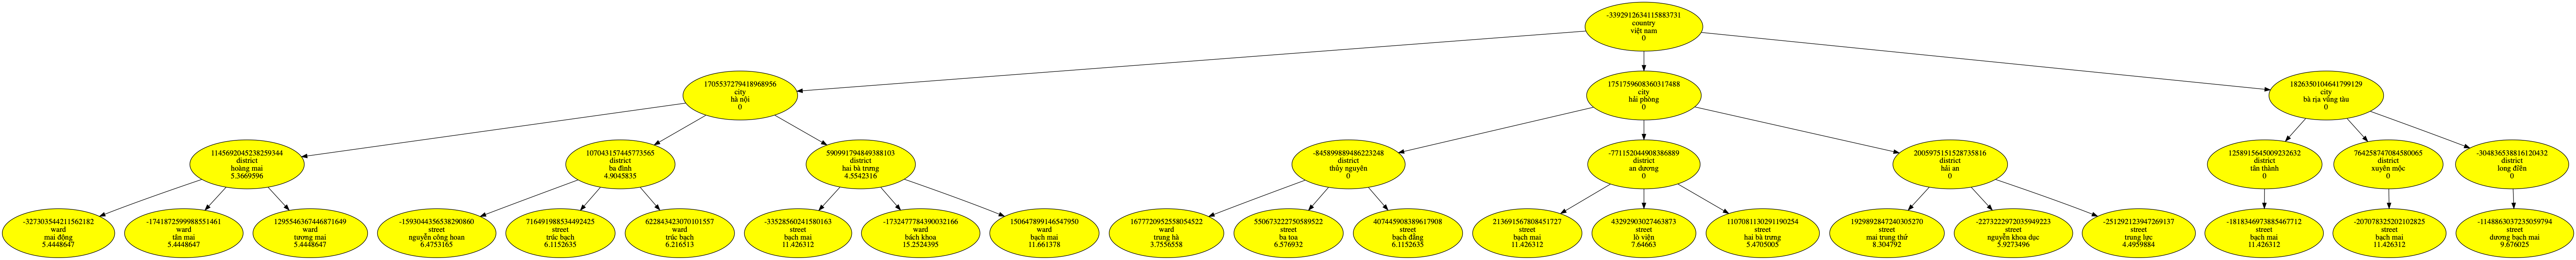 -3392912634115883731
country
việt nam
0
1705537279418968956
city
hà nội
0
1751759608360317488
city
hải phòng
0
1826350104641799129
city
bà rịa vũng tàu
0
1145692045238259344
district
hoàng mai
5.3669596
107043157445773565
district
ba đình
4.9045835
590991794849388103
district
hai bà trưng
4.5542316
-845899889486223248
district
thủy nguyên
0
-771152044908386889
district
an dương
0
2005975151528735816
district
hải an
0
1258915645009232632
district
tân thành
0
764258747084580065
district
xuyên mộc
0
-304836538816120432
district
long điền
0
-327303544211562182
ward
mai động
5.4448647
-1741872599988551461
ward
tân mai
5.4448647
1295546367446871649
ward
tương mai
5.4448647
-1593044356538290860
street
nguyễn công hoan
6.4753165
716491988534492425
street
trúc bạch
6.1152635
622843423070101557
ward
trúc bạch
6.216513
-33528560241580163
street
bạch mai
11.426312
-1732477784390032166
ward
bách khoa
15.2524395
150647899146547950
ward
bạch mai
11.661378
1677720952558054522
ward
trung hà
3.7556558
550673222750589522
street
ba toa
6.576932
407445908389617908
street
bạch đằng
6.1152635
213691567808451727
street
bạch mai
11.426312
43292903027463873
street
lò viện
7.64663
1107081130291190254
street
hai bà trưng
5.4705005
1929892847240305270
street
mai trung thứ
8.304792
-2273222972035949223
street
nguyễn khoa dục
5.9273496
-251292123947269137
street
trung lực
4.4959884
-1818346973885467712
street
bạch mai
11.426312
-207078325202102825
street
bạch mai
11.426312
-1148863037235059794
street
dương bạch mai
9.676025